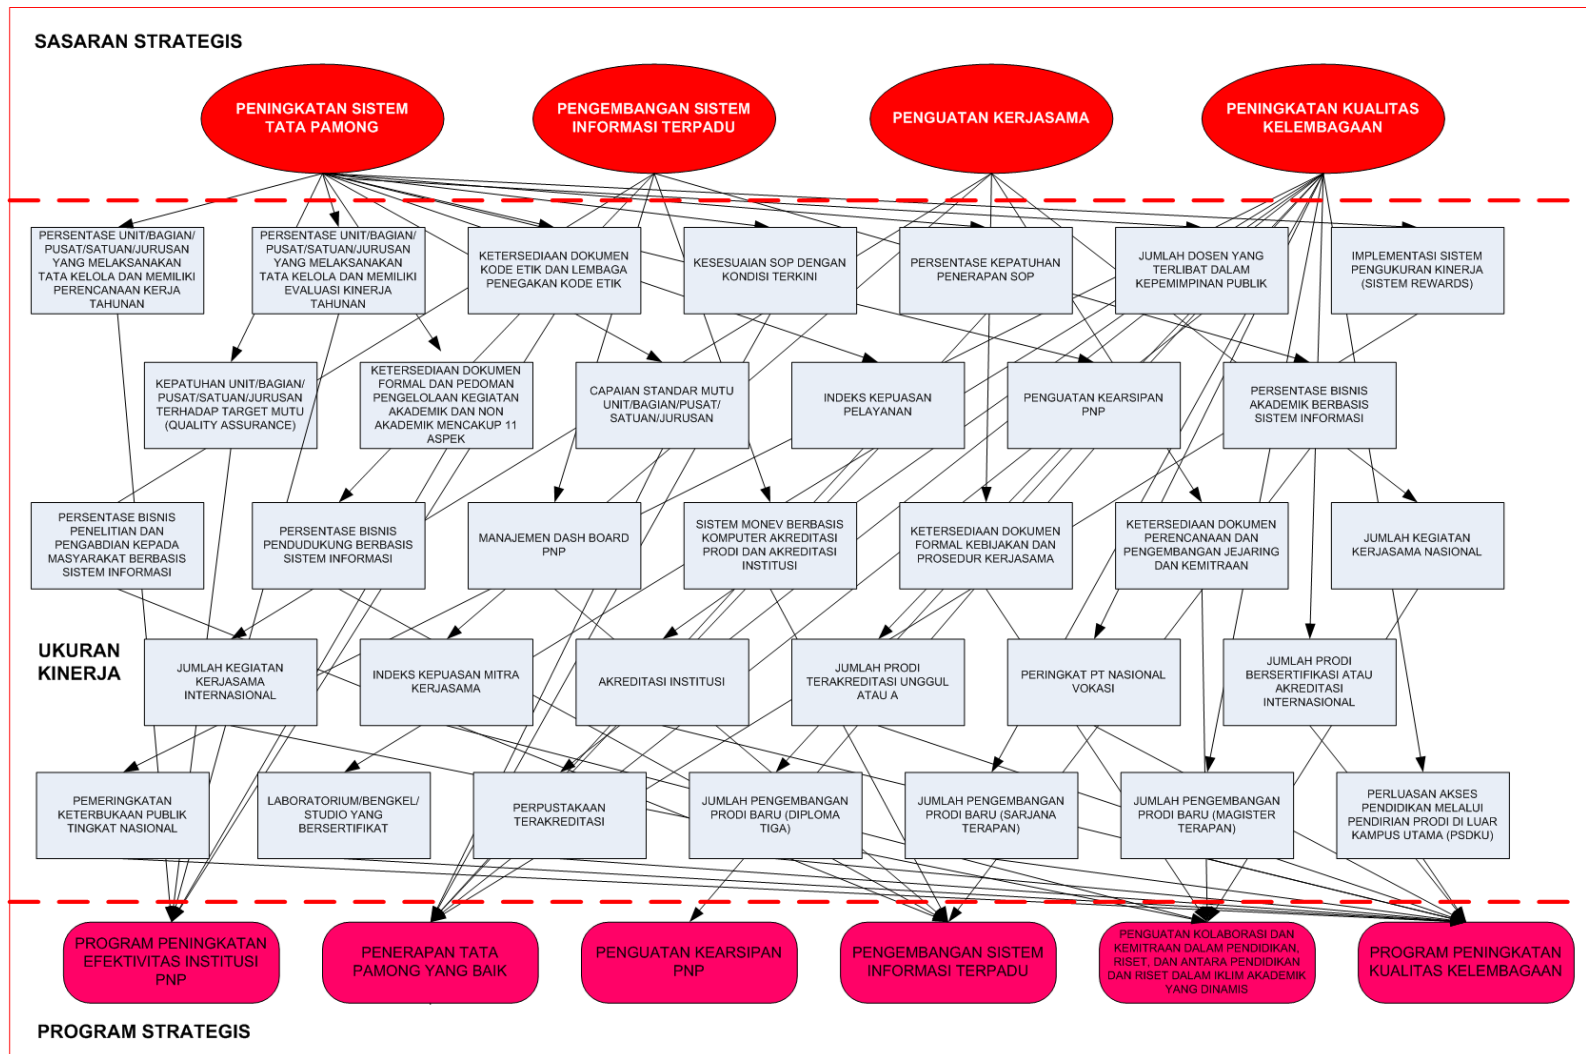 SASARAN STRATEGIS
PENINGKATAN SISTEM
TATA PAMONG
PENGEMBANGAN SISTEM
INFORMASI TERPADU
PENGUATAN KERJASAMA
PENINGKATAN KUALITAS
KELEMBAGAAN
PERSENTASE UNIT/BAGIAN/
PUSAT/SATUAN/JURUSAN
YANG MELAKSANAKAN
TATA KELOLA DAN MEMILIKI
PERENCANAAN KERJA
TAHUNAN
PERSENTASE UNIT/BAGIAN/
PUSAT/SATUAN/JURUSAN
YANG MELAKSANAKAN
TATA KELOLA DAN MEMILIKI
EVALUASI KINERJA
TAHUNAN
KETERSEDIAAN DOKUMEN
KODE ETIK DAN LEMBAGA
PENEGAKAN KODE ETIK
KESESUAIAN SOP DENGAN
KONDISI TERKINI
PERSENTASE KEPATUHAN
PENERAPAN SOP
JUMLAH DOSEN YANG
TERLIBAT DALAM
KEPEMIMPINAN PUBLIK
IMPLEMENTASI SISTEM
PENGUKURAN KINERJA
(SISTEM REWARDS)
KEPATUHAN UNIT/BAGIAN/
PUSAT/SATUAN/JURUSAN
TERHADAP TARGET MUTU
(QUALITY ASSURANCE)
KETERSEDIAAN DOKUMEN
FORMAL DAN PEDOMAN
PENGELOLAAN KEGIATAN
AKADEMIK DAN NON
AKADEMIK MENCAKUP 11
ASPEK
CAPAIAN STANDAR MUTU
UNIT/BAGIAN/PUSAT/
SATUAN/JURUSAN
INDEKS KEPUASAN
PELAYANAN
PENGUATAN KEARSIPAN
PNP
PERSENTASE BISNIS
AKADEMIK BERBASIS
SISTEM INFORMASI
PERSENTASE BISNIS
PENELITIAN DAN
PENGABDIAN KEPADA
MASYARAKAT BERBASIS
SISTEM INFORMASI
PERSENTASE BISNIS
PENDUDUKUNG BERBASIS
SISTEM INFORMASI
MANAJEMEN DASH BOARD
PNP
SISTEM MONEV BERBASIS
KOMPUTER AKREDITASI
PRODI DAN AKREDITASI
INSTITUSI
KETERSEDIAAN DOKUMEN
FORMAL KEBIJAKAN DAN
PROSEDUR KERJASAMA
KETERSEDIAAN DOKUMEN
PERENCANAAN DAN
PENGEMBANGAN JEJARING
DAN KEMITRAAN
JUMLAH KEGIATAN
KERJASAMA NASIONAL
UKURAN
KINERJA
JUMLAH KEGIATAN
KERJASAMA
INTERNASIONAL
INDEKS KEPUASAN MITRA
KERJASAMA
AKREDITASI INSTITUSI
JUMLAH PRODI
TERAKREDITASI UNGGUL
ATAU A
PERINGKAT PT NASIONAL
VOKASI
JUMLAH PRODI
BERSERTIFIKASI ATAU
AKREDITASI
INTERNASIONAL
PEMERINGKATAN
KETERBUKAAN PUBLIK
TINGKAT NASIONAL
LABORATORIUM/BENGKEL/
STUDIO YANG
BERSERTIFIKAT
PERPUSTAKAAN
TERAKREDITASI
JUMLAH PENGEMBANGAN
PRODI BARU (DIPLOMA
TIGA)
JUMLAH PENGEMBANGAN
PRODI BARU (SARJANA
TERAPAN)
JUMLAH PENGEMBANGAN
PRODI BARU (MAGISTER
TERAPAN)
PERLUASAN AKSES
PENDIDIKAN MELALUI
PENDIRIAN PRODI DI LUAR
KAMPUS UTAMA (PSDKU)
PROGRAM PENINGKATAN
EFEKTIVITAS INSTITUSI
PNP
PENERAPAN TATA
PAMONG YANG BAIK
PENGUATAN KEARSIPAN
PNP
PENGEMBANGAN SISTEM
INFORMASI TERPADU
PENGUATAN KOLABORASI DAN
KEMITRAAN DALAM PENDIDIKAN,
RISET, DAN ANTARA PENDIDIKAN
DAN RISET DALAM IKLIM AKADEMIK
YANG DINAMIS
PROGRAM PENINGKATAN
KUALITAS KELEMBAGAAN
PROGRAM STRATEGIS